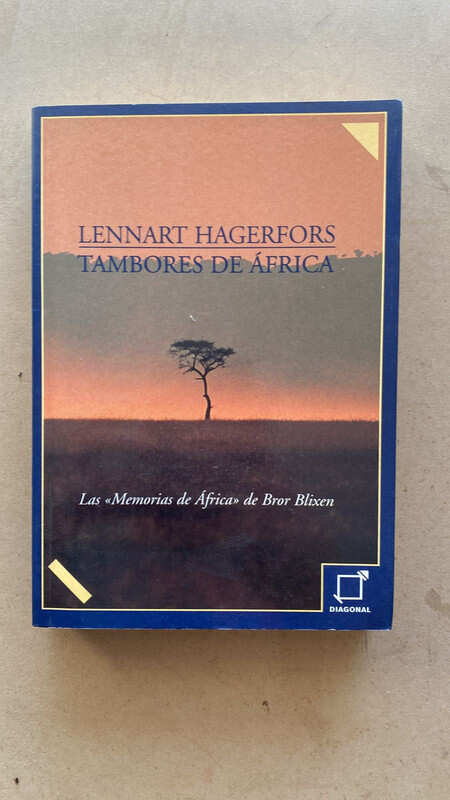 LENNART HAGERFORS
TAMBORES DE ÁFRICA
Las «Memorias de África» de Bror Blixen
DIAGONAL